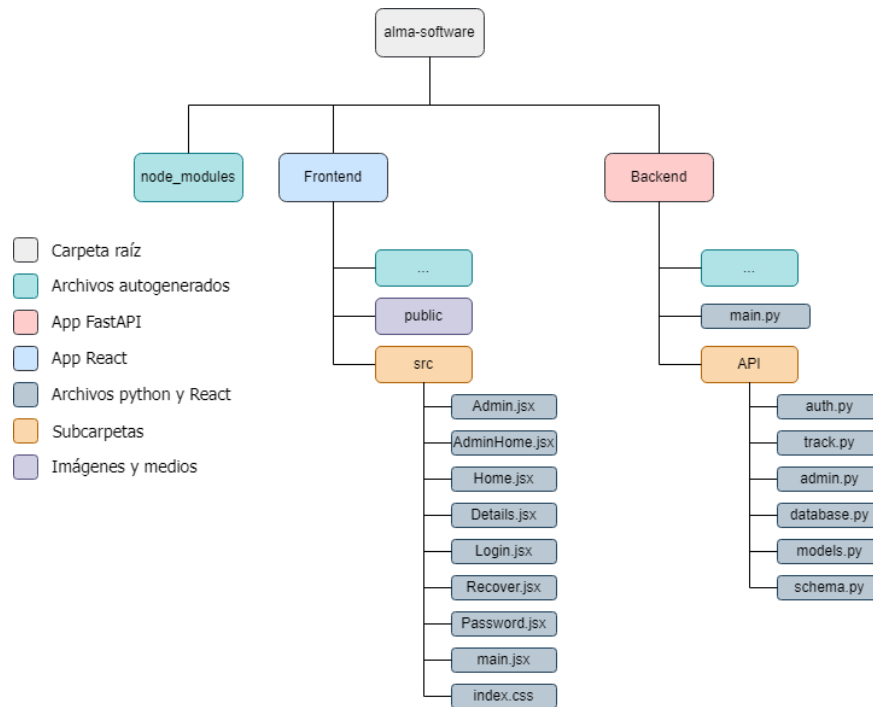 alma-software
node_modules
Frontend
Backend
Carpeta raíz
Archivos autogenerados
App FastAPI
App React
Archivos python y React
Subcarpetas
Imágenes y medios
...
public
src
Admin.jsx
AdminHome.jsx
Home.jsx
Details.jsx
Login.jsx
Recover.jsx
Password.jsx
main.jsx
index.css
...
main.py
API
auth.py
track.py
admin.py
database.py
models.py
schema.py